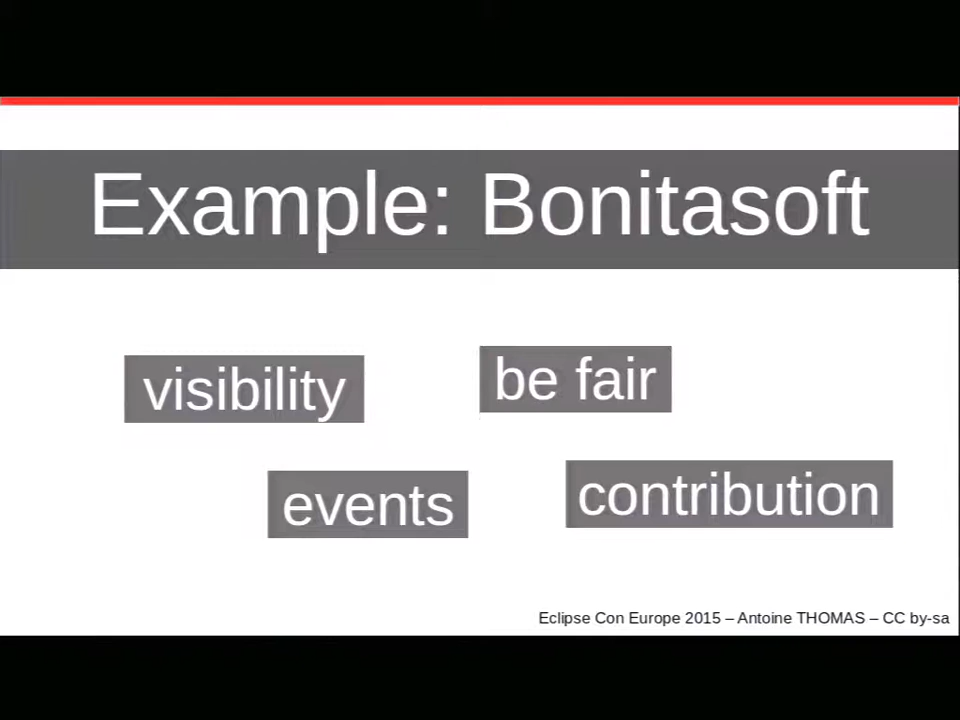 Example: Bonitasoft
visibility
be fair
events
contribution
Eclipse Con Europe 2015 – Antoine THOMAS – CC by-sa